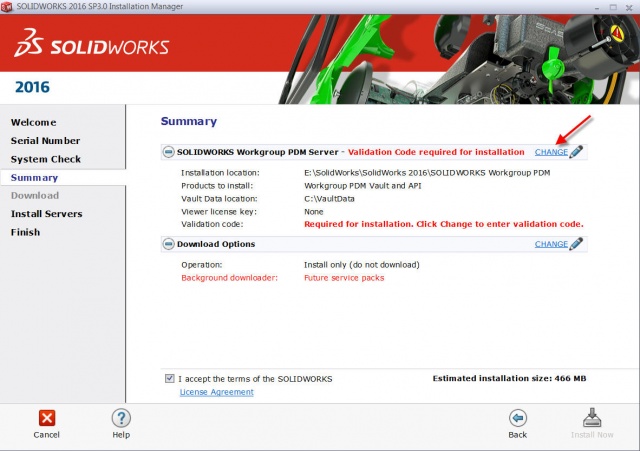 SOLIDWORKS 2016 SP3.0 Installation Manager
SOLIDWORKS
2016
Welcome
Serial Number
System Check
Summary
Download
Install Servers
Finish
Summary
SOLIDWORKS Workgroup PDM Server - Validation Code required for installation CHANGE
Installation location: E:\SolidWorks\SolidWorks 2016\SOLIDWORKS Workgroup PDM
Products to install: Workgroup PDM Vault and API
Vault Data location: C:\VaultData
Viewer license key: None
Validation code: Required for installation. Click Change to enter validation code.
Download Options CHANGE
Operation: Install only (do not download)
Background downloader: Future service packs
I accept the terms of the SOLIDWORKS
License Agreement
Estimated installation size: 466 MB
Cancel
Help
Back
Install Now